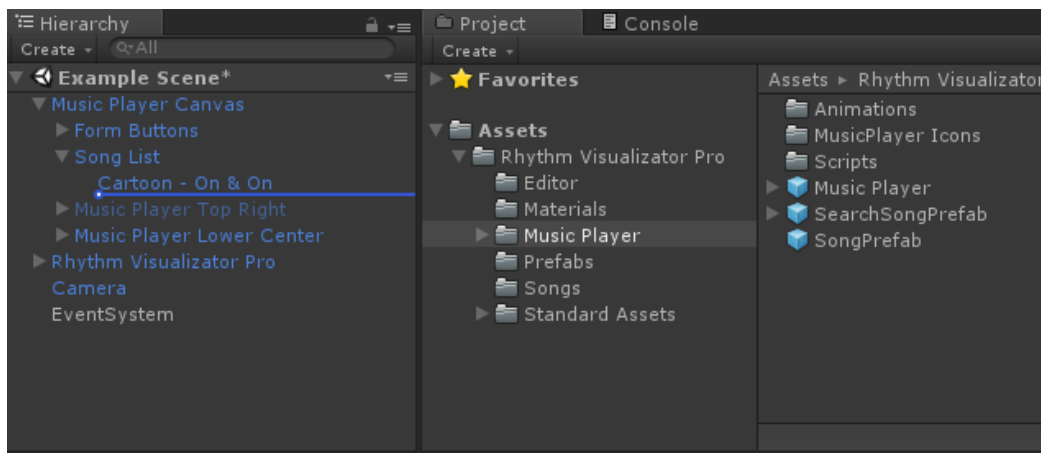 Hierarchy
Create
All
Example Scene*
Music Player Canvas
Form Buttons
Song List
Cartoon - On & On
Music Player Top Right
Music Player Lower Center
Rhythm Visualizator Pro
Camera
EventSystem
Project
Console
Create
Favorites
Assets
Rhythm Visualizator Pro
Editor
Materials
Music Player
Prefabs
Songs
Standard Assets
Assets ▸ Rhythm Visualizator
Animations
MusicPlayer Icons
Scripts
Music Player
SearchSongPrefab
SongPrefab